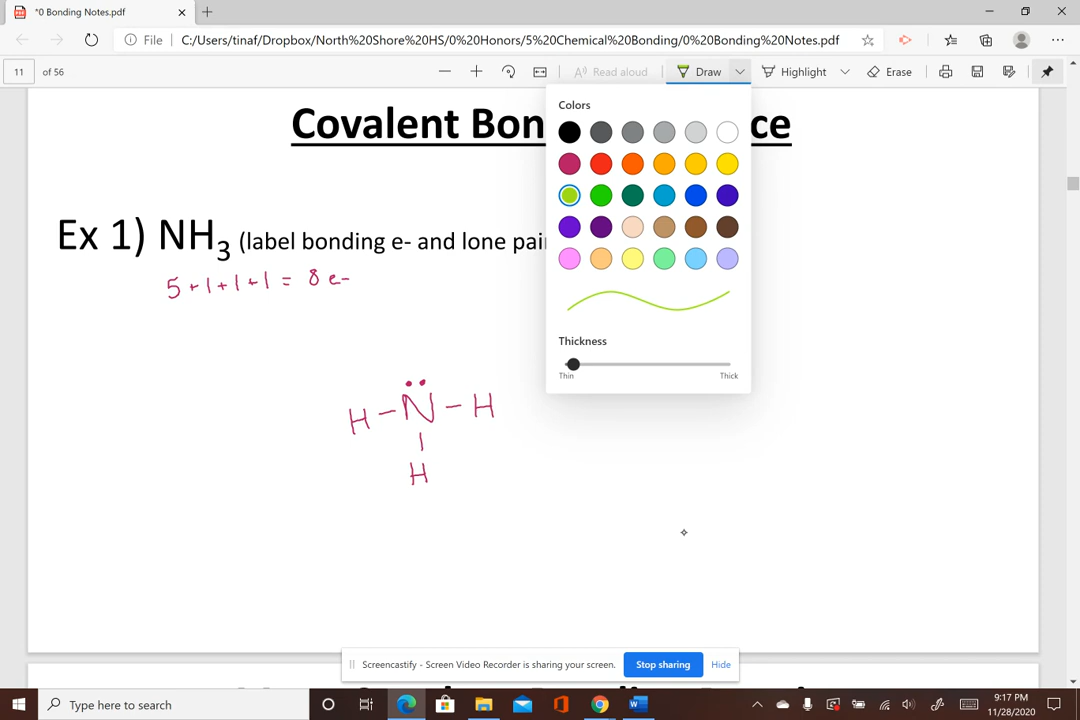 *0 Bonding Notes.pdf
File C:/Users/tinaf/Dropbox/North%20Shore%20HS/0%20Honors/5%20Chemical%20Bonding/0%20Bonding%20Notes.pdf
11 of 56 Read aloud Draw Highlight Erase
Covalent Bon ce
Colors
Ex 1) NH3 (label bonding e- and lone pai
5+1+1+1 = 8 e-
Thickness
Thin Thick
H - N - H
H
Screencastify - Screen Video Recorder is sharing your screen. Stop sharing Hide
Type here to search
9:17 PM
11/28/2020